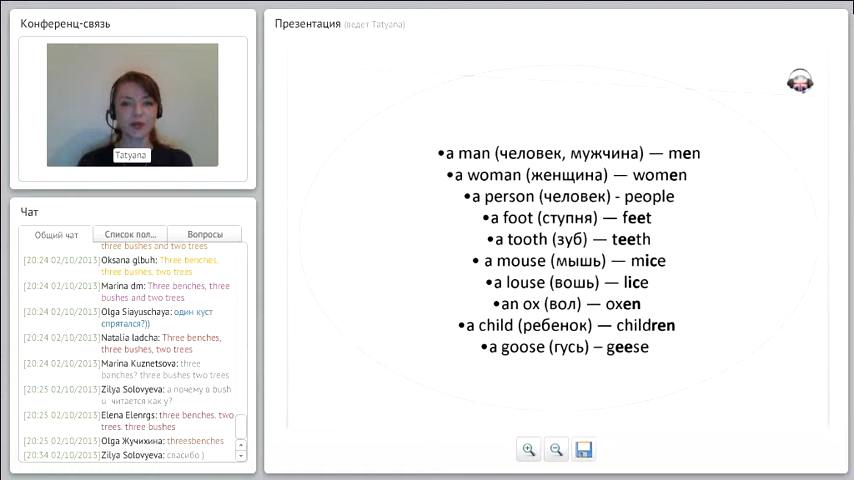 Конференц-связь
Tatyana
Чат
Общий чат
Список пол...
Вопросы
three bushes and two trees
[20:24 02/10/2013] Oksana glbuh: Three benches,
three bushes, two trees
[20:24 02/10/2013] Marina dm: Three benches, three
bushes and two trees
[20:24 02/10/2013] Olga Siyauschaya: один куст
спрятался?))
[20:24 02/10/2013] Natalia ladcha: Three benches,
three bushes, two trees
[20:24 02/10/2013] Marina Kuznetsova: three
banches? three bushes two trees
[20:25 02/10/2013] Zilya Solovyeva: а почему в bush
u читается как у?
[20:25 02/10/2013] Elena Elenrgs: three benches. two
trees. three bushes
[20:25 02/10/2013] Olga Жучихина: threesbenches
[20:34 02/10/2013] Zilya Solovyeva: спасибо )
Презентация (ведет Tatyana)
•a man (человек, мужчина) — men
•a woman (женщина) — women
•a person (человек) - people
•a foot (ступня) — feet
•a tooth (зуб) — teeth
• a mouse (мышь) — mice
•a louse (вошь) — lice
•an ox (вол) — oxen
•a child (ребенок) — children
•a goose (гусь) – geese